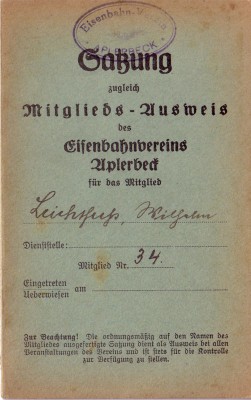 Eisenbahn-Verein
APLERBECK
Satzung
zugleich
Mitglieds-Ausweis
des
Eisenbahnvereins
Aplerbeck
für das Mitglied
Wilhelm
Dienststelle:
Mitglied Nr. 34.
Eingetreten
Ueberwiesen am
Zur Beachtung! Die ordnungsmäßig auf den Namen des
Mitgliedes ausgefertigte Satzung dient als Ausweis bei allen
Veranstaltungen des Vereins und ist stets für die Kontrolle
zur Verfügung zu stellen.